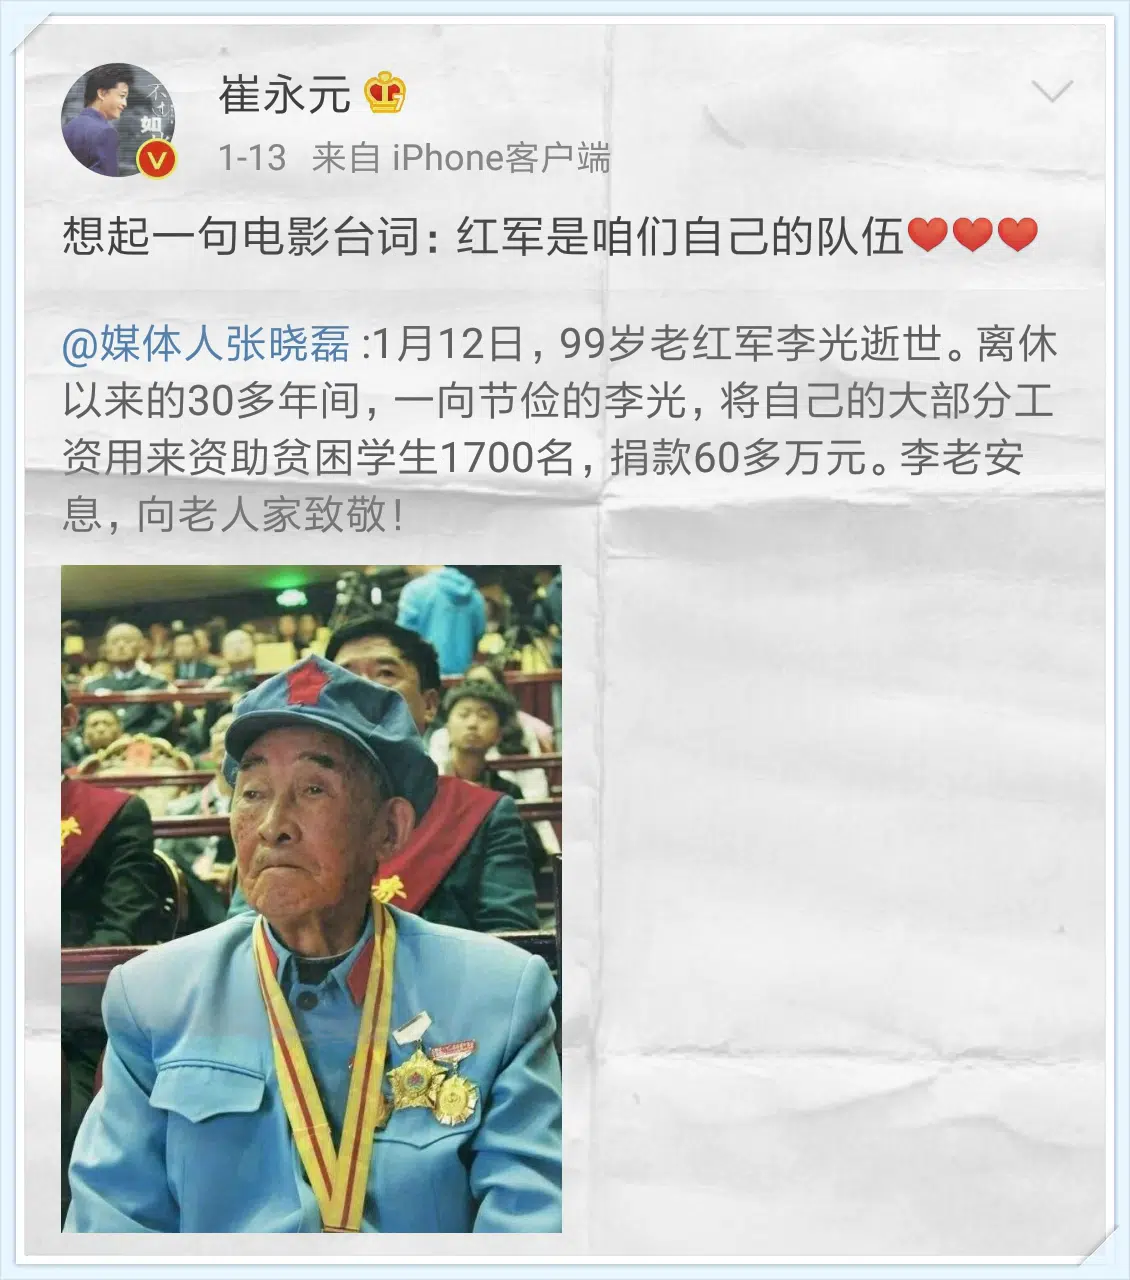 崔永元
1-13 来自 iPhone客户端
想起一句电影台词：红军是咱们自己的队伍❤️❤️❤️
@媒体人张晓磊 :1月12日，99岁老红军李光逝世。离休
以来的30多年间，一向节俭的李光，将自己的大部分工
资用来资助贫困学生1700名，捐款60多万元。李老安
息，向老人家致敬！